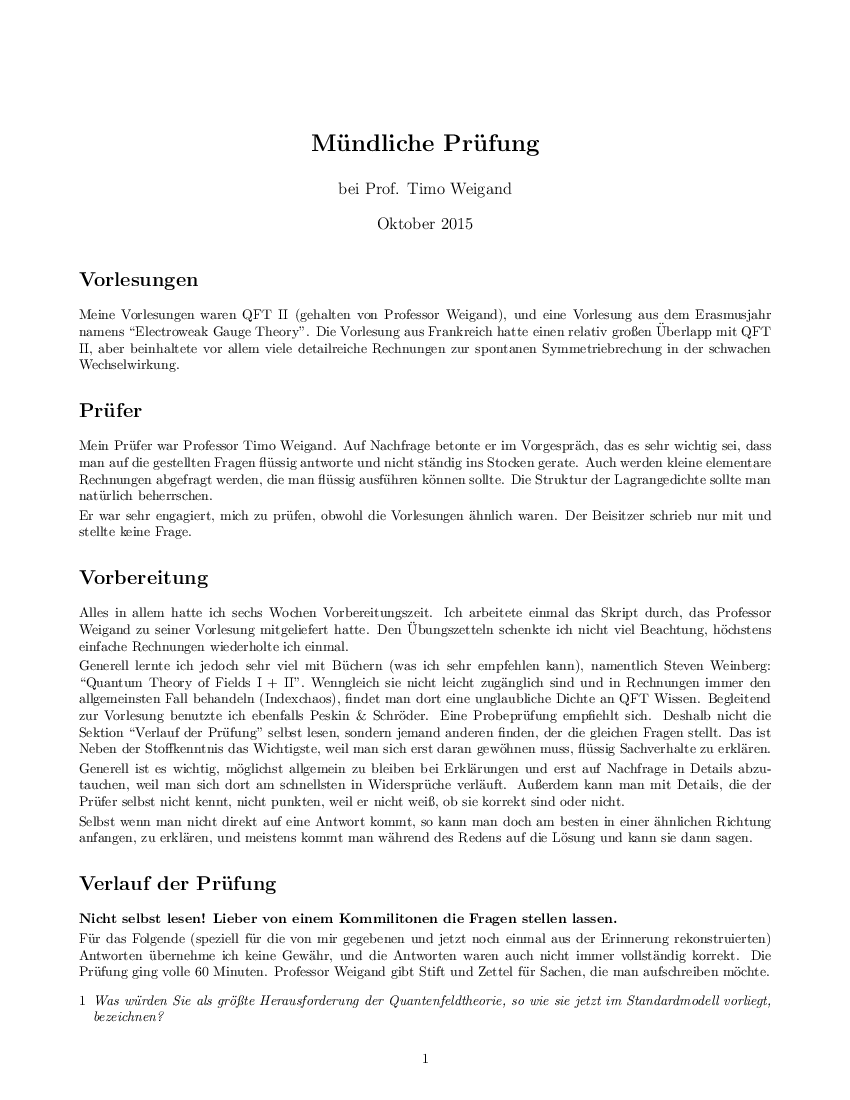 Mündliche Prüfung
bei Prof. Timo Weigand
Oktober 2015
Vorlesungen
Meine Vorlesungen waren QFT II (gehalten von Professor Weigand), und eine Vorlesung aus dem Erasmusjahr
namens “Electroweak Gauge Theory”. Die Vorlesung aus Frankreich hatte einen relativ großen Überlapp mit QFT
II, aber beinhaltete vor allem viele detailreiche Rechnungen zur spontanen Symmetriebrechung in der schwachen
Wechselwirkung.
Prüfer
Mein Prüfer war Professor Timo Weigand. Auf Nachfrage betonte er im Vorgespräch, das es sehr wichtig sei, dass
man auf die gestellten Fragen flüssig antworte und nicht ständig ins Stocken gerate. Auch werden kleine elementare
Rechnungen abgefragt werden, die man flüssig ausführen können sollte. Die Struktur der Lagrangedichte sollte man
natürlich beherrschen.
Er war sehr engagiert, mich zu prüfen, obwohl die Vorlesungen ähnlich waren. Der Beisitzer schrieb nur mit und
stellte keine Frage.
Vorbereitung
Alles in allem hatte ich sechs Wochen Vorbereitungszeit. Ich arbeitete einmal das Skript durch, das Professor
Weigand zu seiner Vorlesung mitgeliefert hatte. Den Übungszetteln schenkte ich nicht viel Beachtung, höchstens
einfache Rechnungen wiederholte ich einmal.
Generell lernte ich jedoch sehr viel mit Büchern (was ich sehr empfehlen kann), namentlich Steven Weinberg:
“Quantum Theory of Fields I + II”. Wenngleich sie nicht leicht zugänglich sind und in Rechnungen immer den
allgemeinsten Fall behandeln (Indexchaos), findet man dort eine unglaubliche Dichte an QFT Wissen. Begleitend
zur Vorlesung benutzte ich ebenfalls Peskin & Schröder. Eine Probeprüfung empfiehlt sich. Deshalb nicht die
Sektion “Verlauf der Prüfung” selbst lesen, sondern jemand anderen finden, der die gleichen Fragen stellt. Das ist
Neben der Stoffkenntnis das Wichtigste, weil man sich erst daran gewöhnen muss, flüssig Sachverhalte zu erklären.
Generell ist es wichtig, möglichst allgemein zu bleiben bei Erklärungen und erst auf Nachfrage in Details abzu-
tauchen, weil man sich dort am schnellsten in Widersprüche verläuft. Außerdem kann man mit Details, die der
Prüfer selbst nicht kennt, nicht punkten, weil er nicht weiß, ob sie korrekt sind oder nicht.
Selbst wenn man nicht direkt auf eine Antwort kommt, so kann man doch am besten in einer ähnlichen Richtung
anfangen, zu erklären, und meistens kommt man während des Redens auf die Lösung und kann sie dann sagen.
Verlauf der Prüfung
Nicht selbst lesen! Lieber von einem Kommilitonen die Fragen stellen lassen.
Für das Folgende (speziell für die von mir gegebenen und jetzt noch einmal aus der Erinnerung rekonstruierten)
Antworten übernehme ich keine Gewähr, und die Antworten waren auch nicht immer vollständig korrekt. Die
Prüfung ging volle 60 Minuten. Professor Weigand gibt Stift und Zettel für Sachen, die man aufschreiben möchte.
1 Was würden Sie als größte Herausforderung der Quantenfeldtheorie, so wie sie jetzt im Standardmodell vorliegt,
bezeichnen?
1